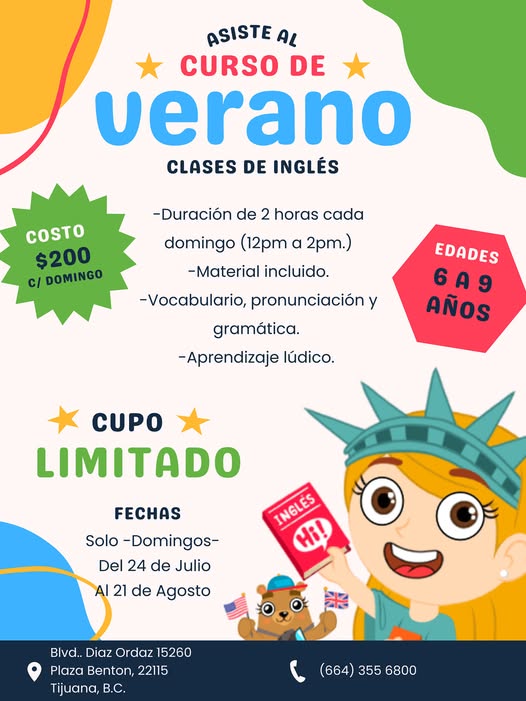 ASISTE AL
CURSO DE
verano
CLASES DE INGLÉS
-Duración de 2 horas cada
domingo (12pm a 2pm.)
-Material incluido.
-Vocabulario, pronunciación y
gramática.
-Aprendizaje lúdico.
COSTO
$200
C/ DOMINGO
EDADES
6 A 9
AÑOS
CUPO
LIMITADO
FECHAS
Solo -Domingos-
Del 24 de Julio
Al 21 de Agosto
INGLÉS
Hi!
Blvd.. Diaz Ordaz 15260
Plaza Benton, 22115
Tijuana, B.C.
(664) 355 6800